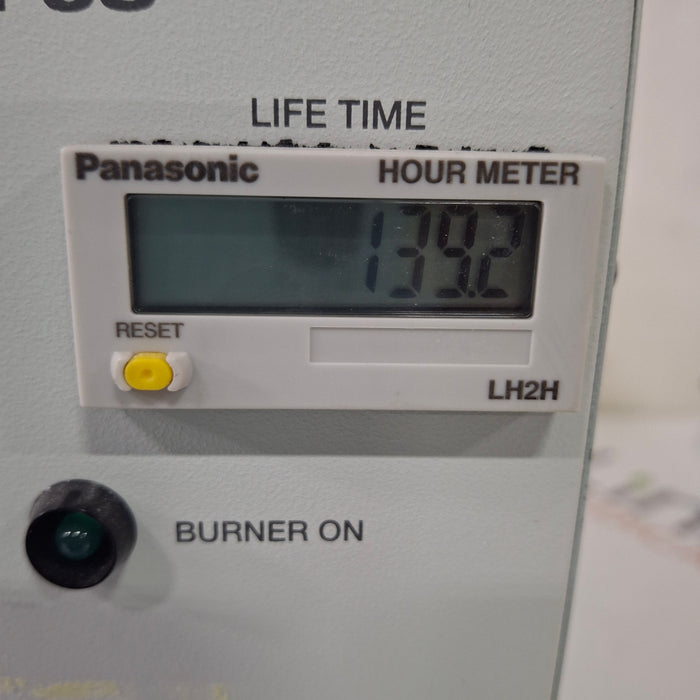 LIFE TIME
Panasonic HOUR METER
139.2
RESET
LH2H
BURNER ON